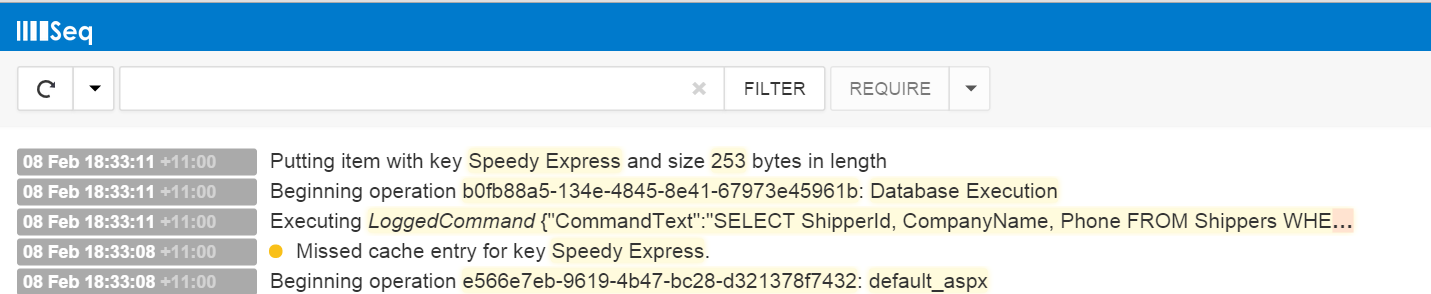 Seq
FILTER REQUIRE
08 Feb 18:33:11 +11:00 Putting item with key Speedy Express and size 253 bytes in length
08 Feb 18:33:11 +11:00 Beginning operation b0fb88a5-134e-4845-8e41-67973e45961b: Database Execution
08 Feb 18:33:11 +11:00 Executing LoggedCommand {"CommandText":"SELECT ShipperId, CompanyName, Phone FROM Shippers WHE...
08 Feb 18:33:08 +11:00 Missed cache entry for key Speedy Express.
08 Feb 18:33:08 +11:00 Beginning operation e566e7eb-9619-4b47-bc28-d321378f7432: default_aspx